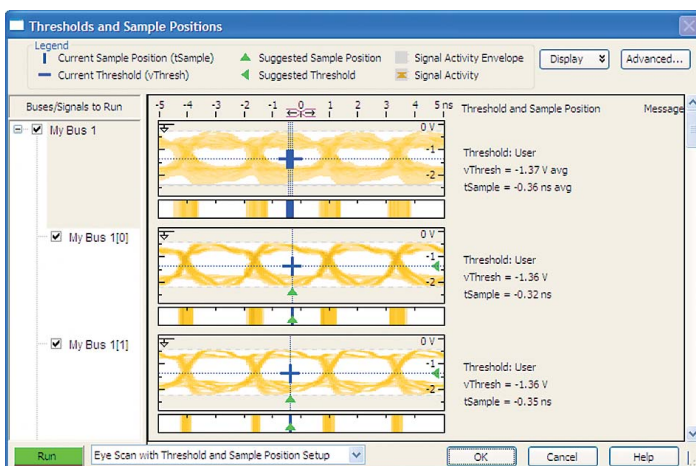 Thresholds and Sample Positions
Legend
Current Sample Position (tSample)
Suggested Sample Position
Signal Activity Envelope
Current Threshold (vThresh)
Suggested Threshold
Signal Activity
Display
Advanced...
Buses/Signals to Run
-5 -4 -3 -2 -1 0 1 2 3 4 5 ns
Threshold and Sample Position
Message
My Bus 1
0 V
-1
-2
Threshold: User
vThresh = -1.37 V avg
tSample = -0.36 ns avg
My Bus 1[0]
0 V
-1
-2
Threshold: User
vThresh = -1.36 V
tSample = -0.32 ns
My Bus 1[1]
0 V
-1
-2
Threshold: User
vThresh = -1.36 V
tSample = -0.35 ns
Run
Eye Scan with Threshold and Sample Position Setup
OK
Cancel
Help